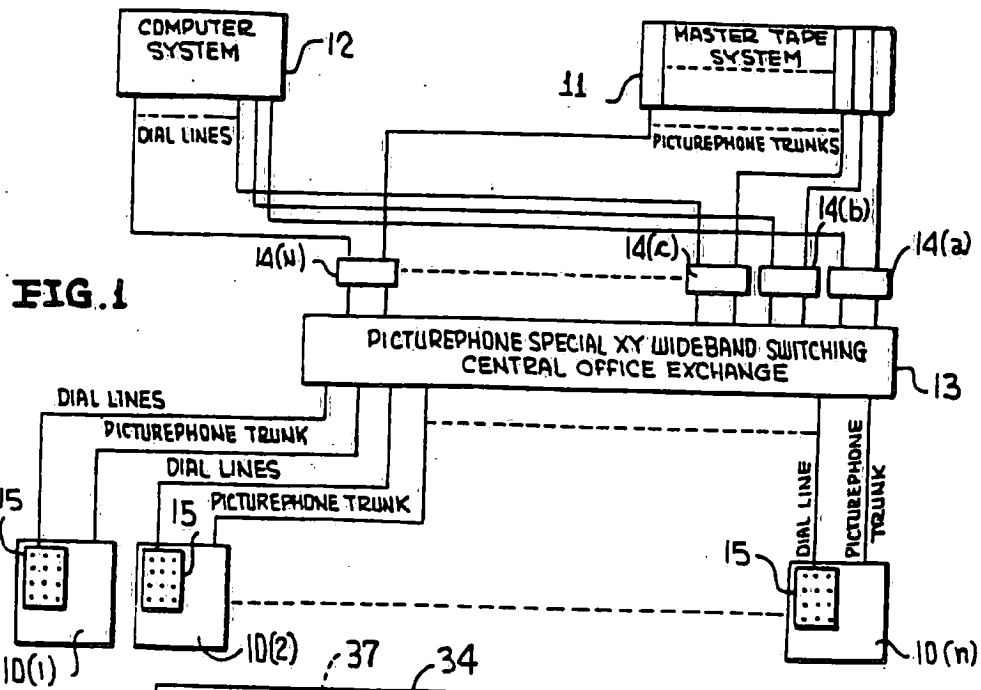 COMPUTER
SYSTEM
12
MASTER TAPE
SYSTEM
11
DIAL LINES
PICTUREPHONE TRUNKS
14(b)
14(n)
14(c)
14(a)
FIG.1
PICTUREPHONE SPECIAL XY WIDEBAND SWITCHING
CENTRAL OFFICE EXCHANGE
13
DIAL LINES
PICTUREPHONE TRUNK
DIAL LINES
PICTUREPHONE TRUNK
DIAL LINE
PICTUREPHONE
TRUNK
15
15
15
10(1)
10(2)
10(n)
37
34